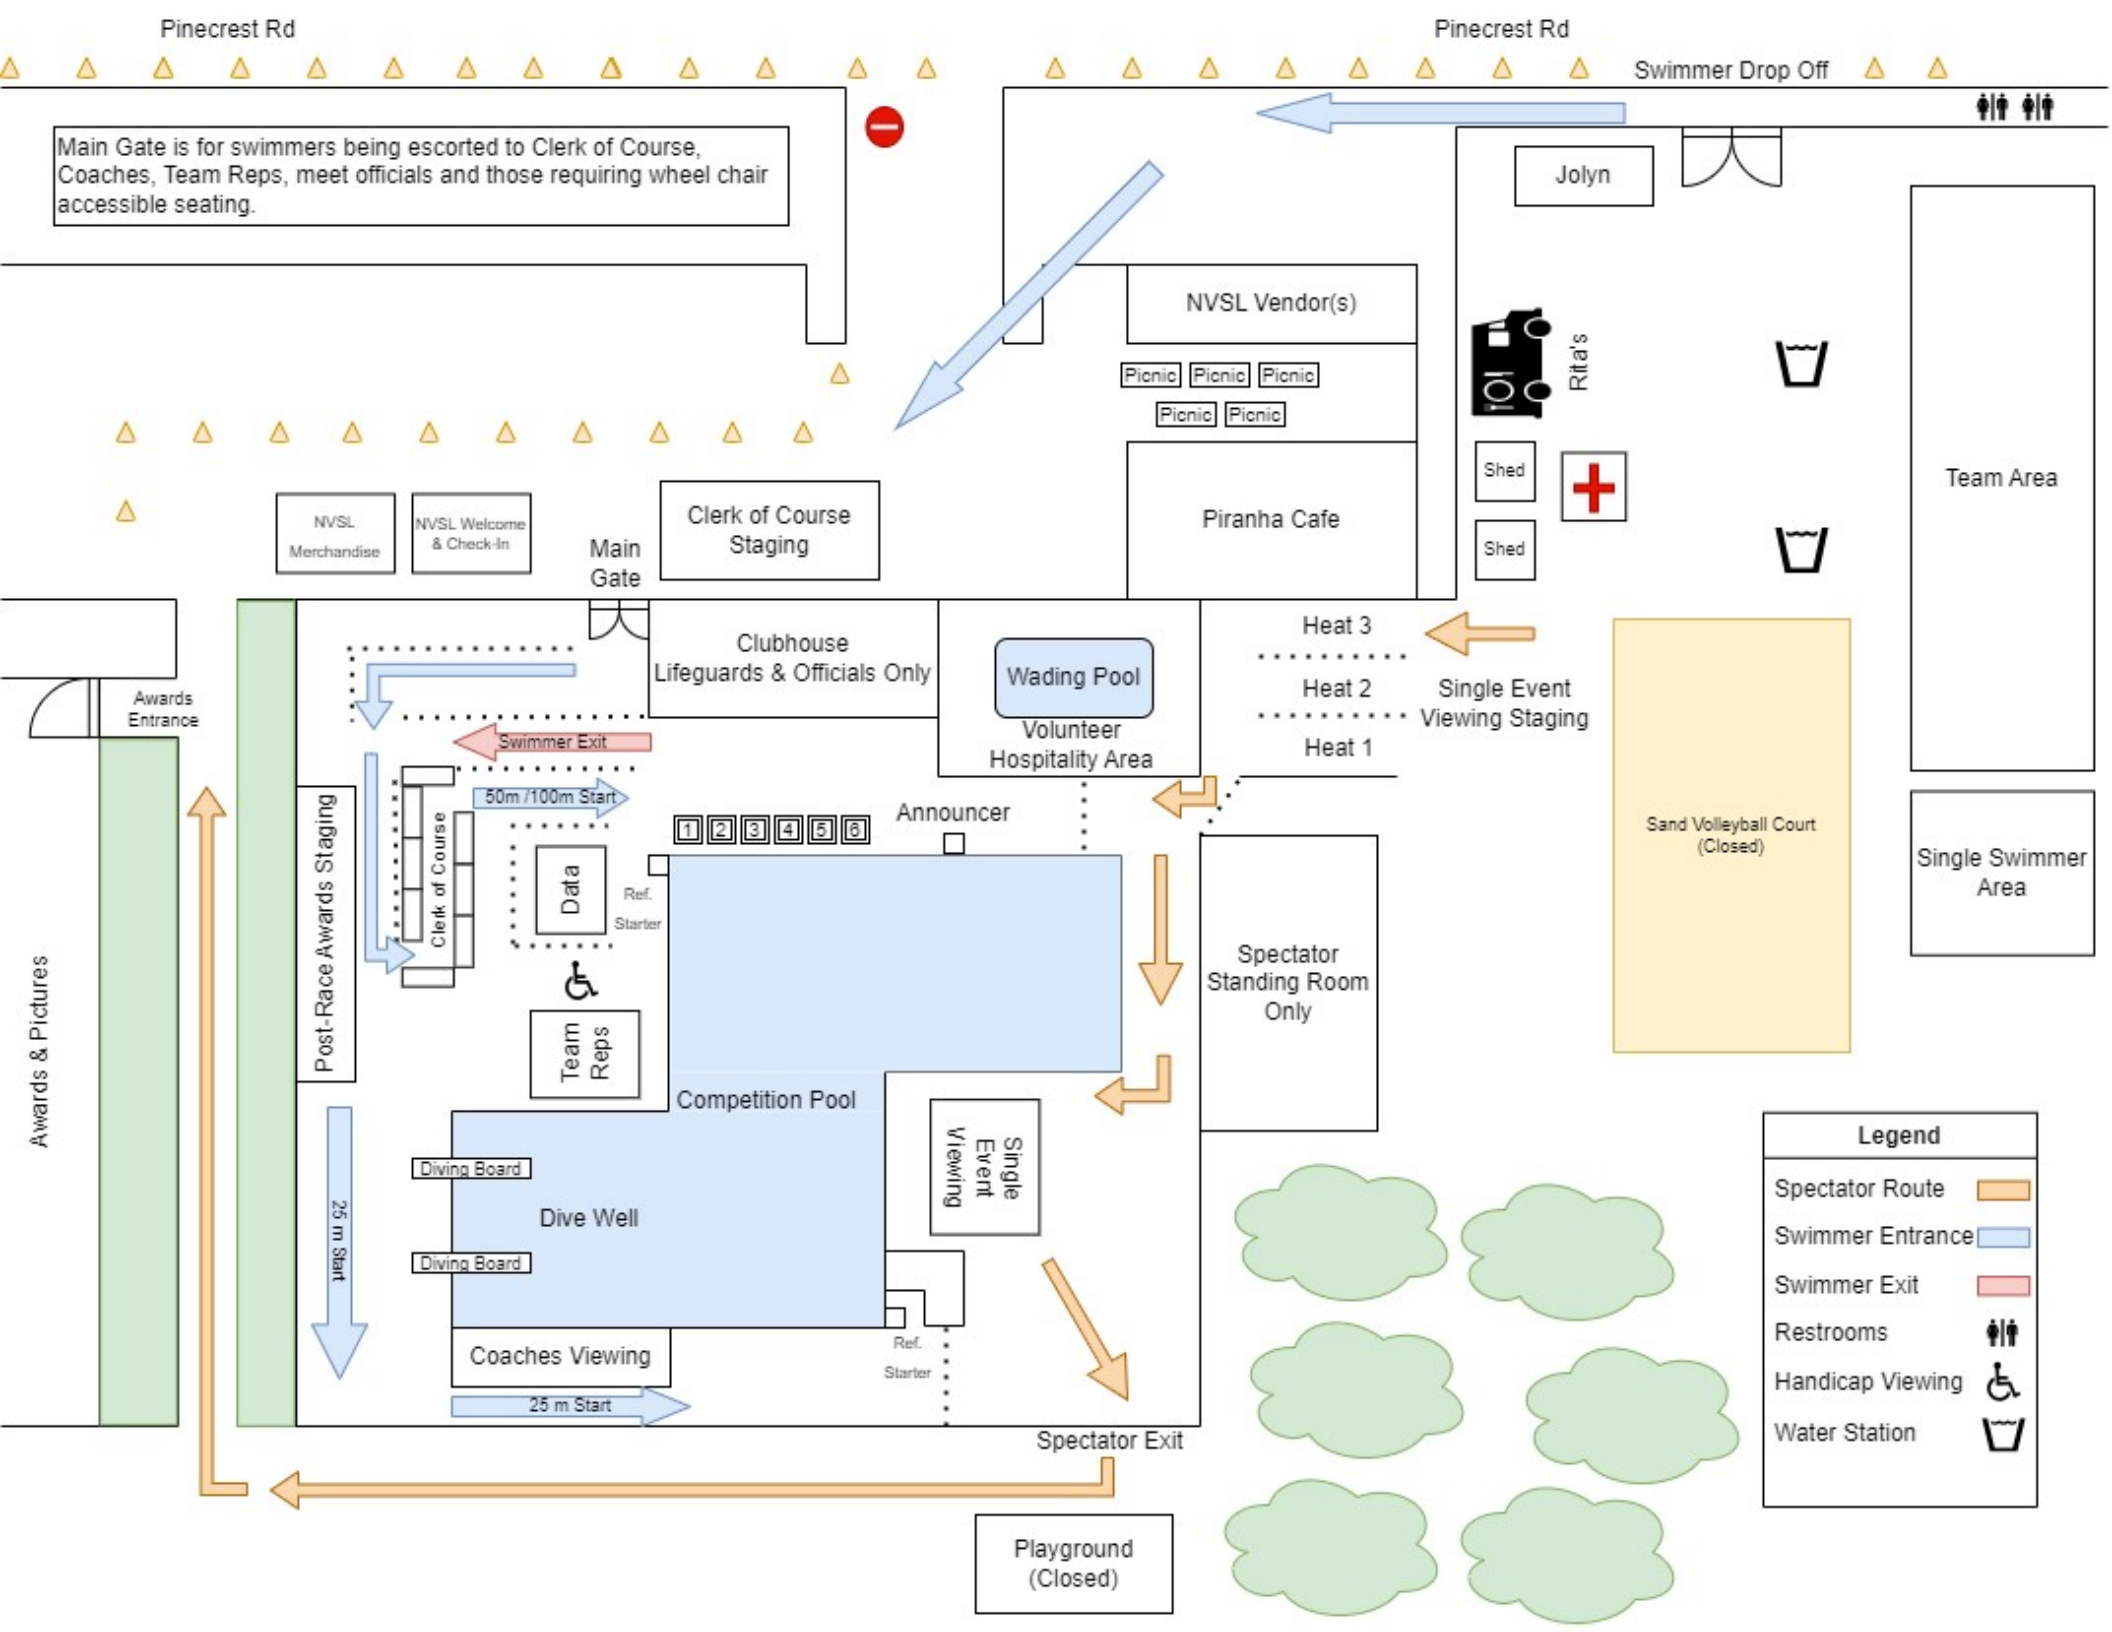 Pinecrest Rd
Pinecrest Rd
Swimmer Drop Off
Main Gate is for swimmers being escorted to Clerk of Course,
Coaches, Team Reps, meet officials and those requiring wheel chair
accessible seating.
Jolyn
NVSL Vendor(s)
Picnic
Picnic
Picnic
Picnic
Picnic
Rita's
Shed
Shed
Team Area
Piranha Cafe
NVSL
Merchandise
NVSL Welcome
& Check-In
Main
Gate
Clerk of Course
Staging
Clubhouse
Lifeguards & Officials Only
Wading Pool
Volunteer
Hospitality Area
Heat 3
Heat 2
Heat 1
Single Event
Viewing Staging
Awards
Entrance
Swimmer Exit
50m /100m Start
1
2
3
4
5
6
Announcer
Post-Race Awards Staging
Clerk of Course
Data
Ref.
Starter
Sand Volleyball Court
(Closed)
Single Swimmer
Area
Spectator
Standing Room
Only
Awards & Pictures
Team
Reps
Competition Pool
Single
Event
Viewing
Diving Board
Dive Well
Diving Board
25 m Start
Coaches Viewing
Ref.
Starter
25 m Start
Spectator Exit
Playground
(Closed)
Legend
Spectator Route
Swimmer Entrance
Swimmer Exit
Restrooms
Handicap Viewing
Water Station